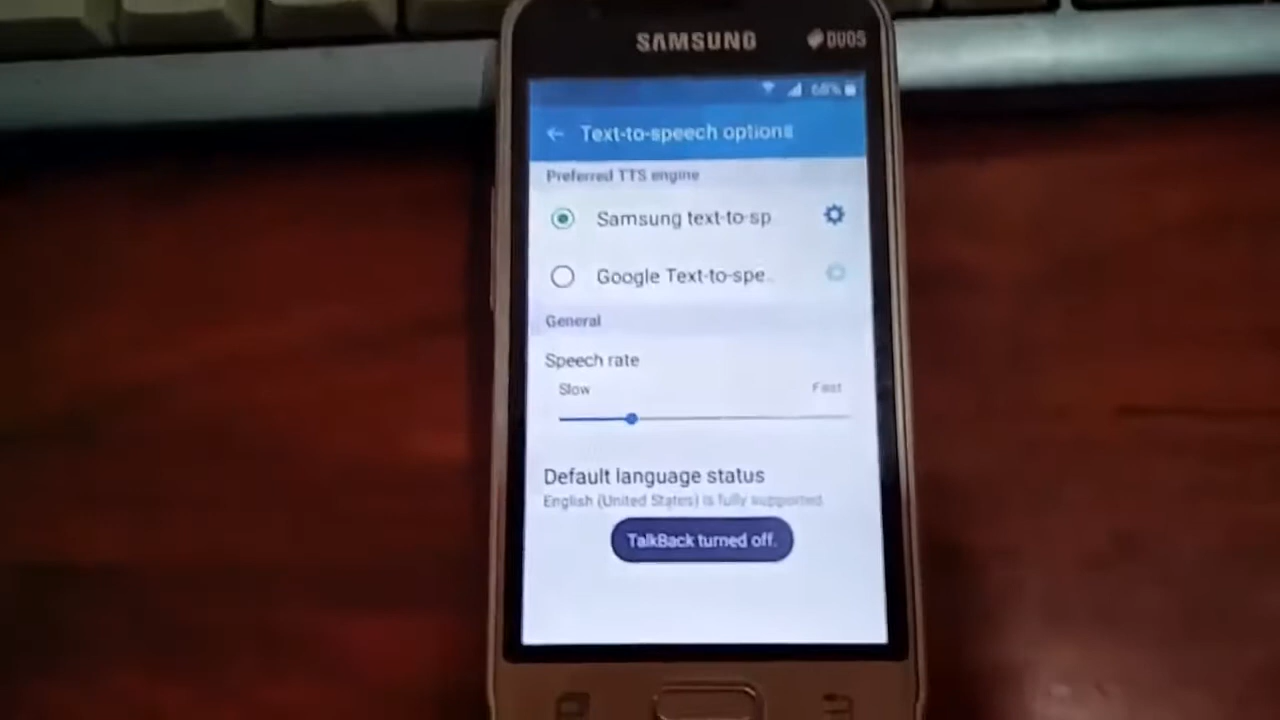 SAMSUNG DUOS
68%
Text-to-speech options
Preferred TTS engine
Samsung text-to-sp
Google Text-to-spe..
General
Speech rate
Slow Fast
Default language status
English (United States) is fully supported
TalkBack turned off.